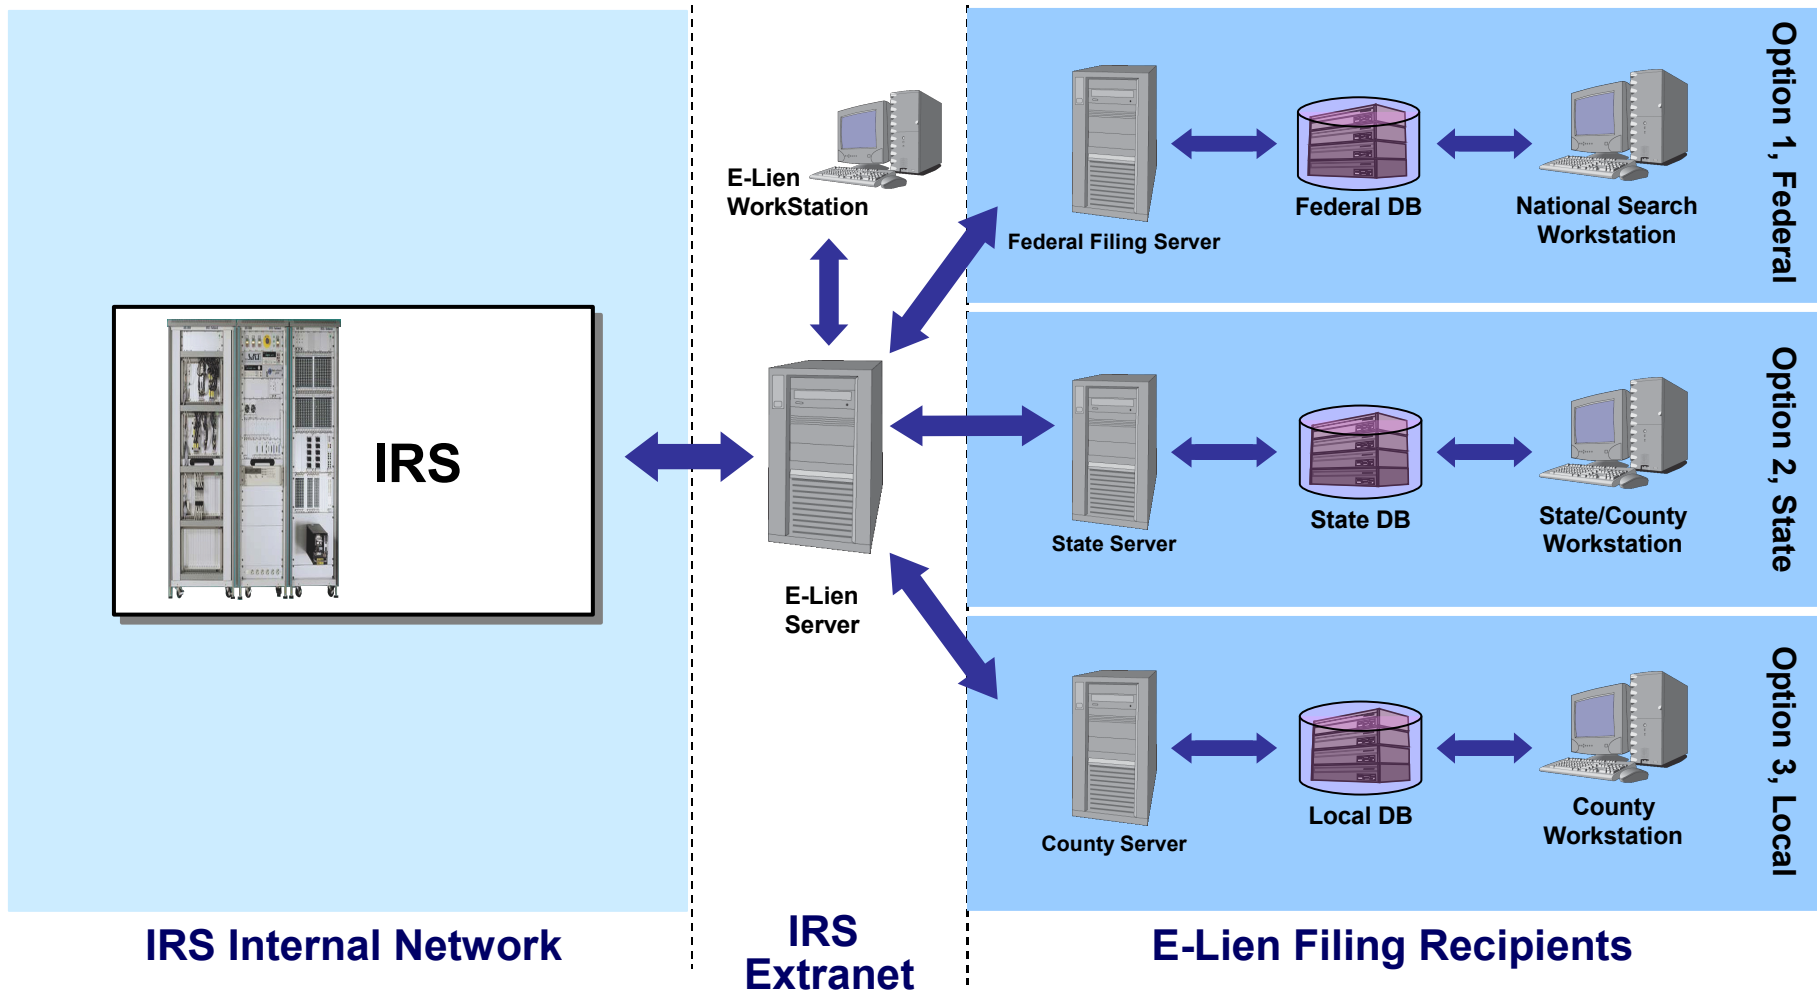 Option 1, Federal
E-Lien
WorkStation
Federal Filing Server
Federal DB
National Search
Workstation
IRS
Option 2, State
State Server
State DB
State/County
Workstation
E-Lien
Server
Option 3, Local
County Server
Local DB
County
Workstation
IRS Internal Network
IRS
Extranet
E-Lien Filing Recipients